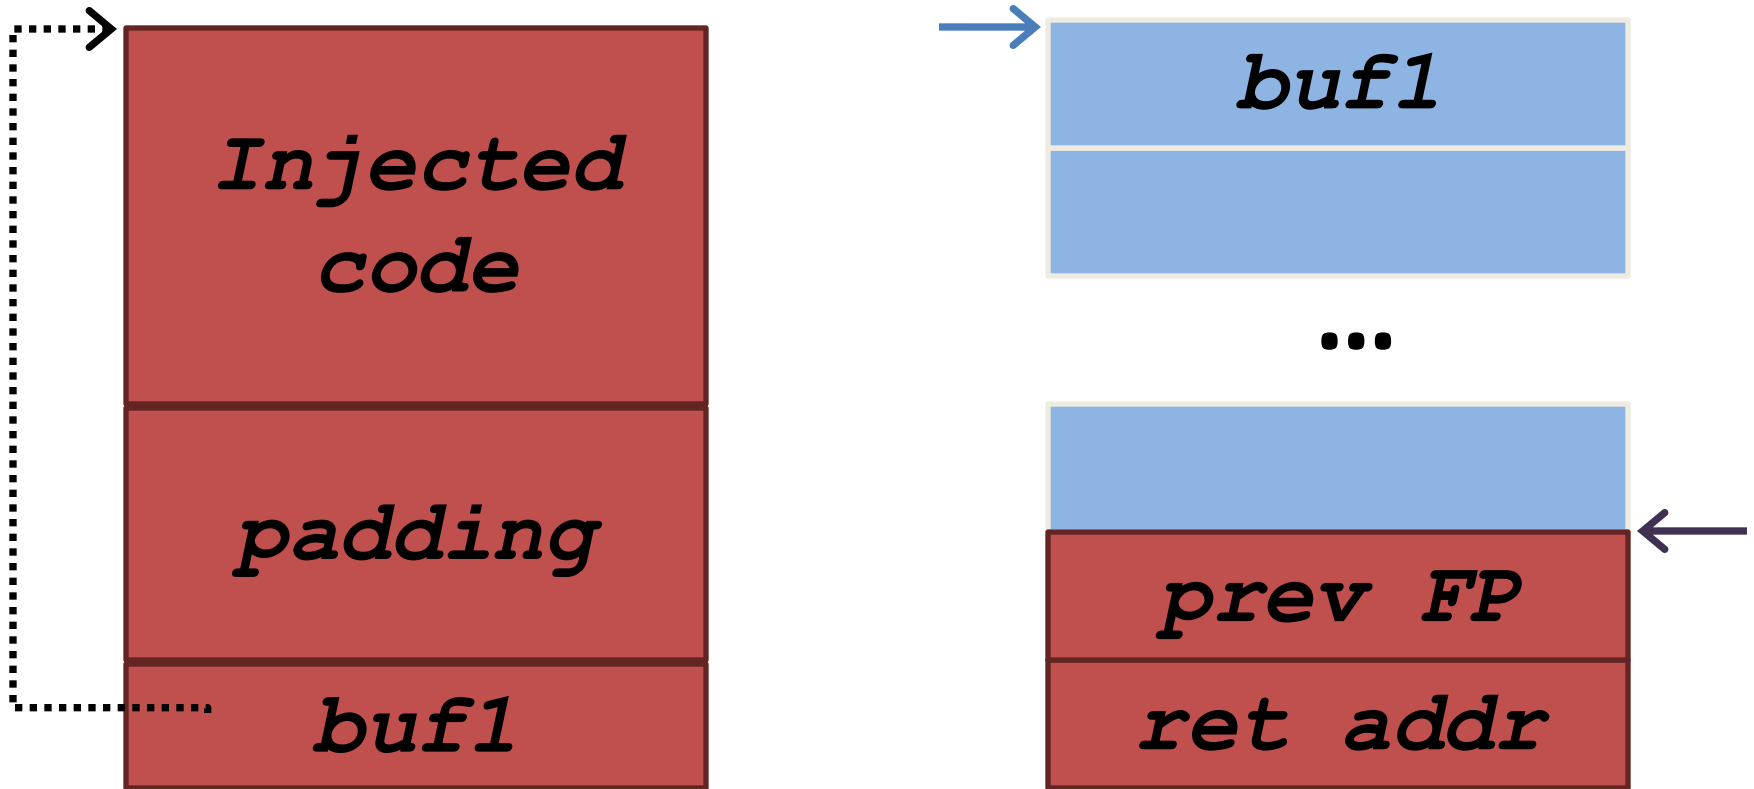 Injected
code
padding
buf1
buf1
...
prev FP
ret addr